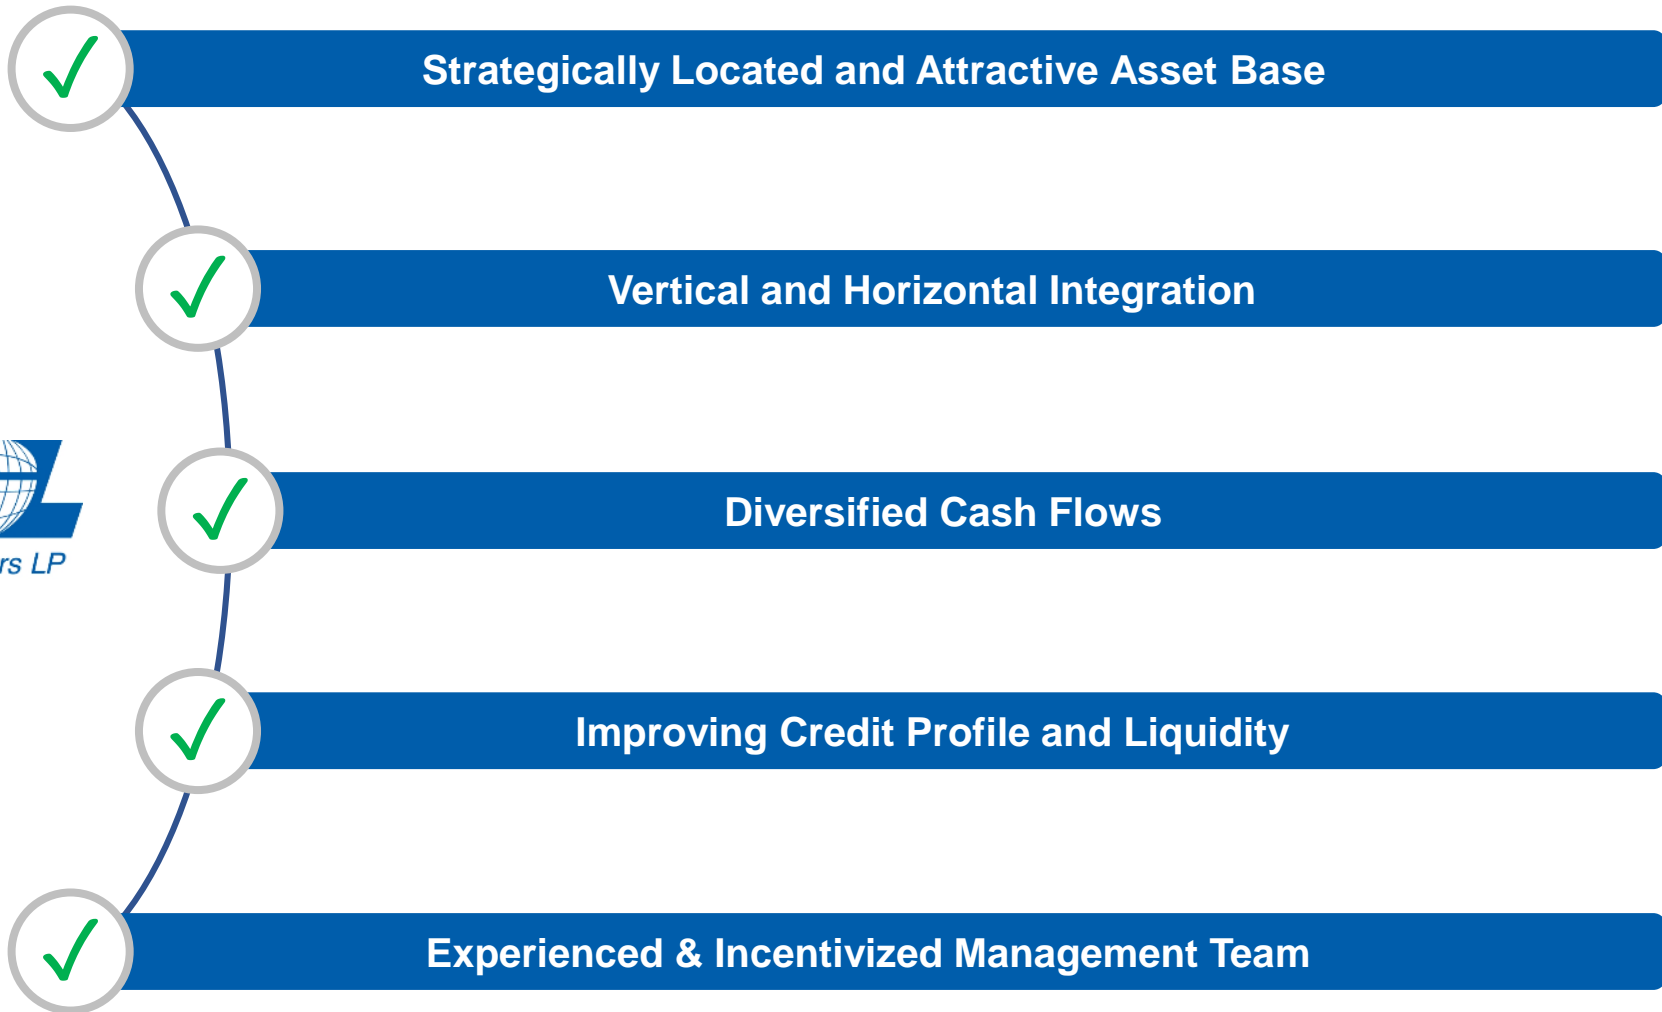 Strategically Located and Attractive Asset Base
Vertical and Horizontal Integration
Diversified Cash Flows
rs LP
Improving Credit Profile and Liquidity
Experienced & Incentivized Management Team